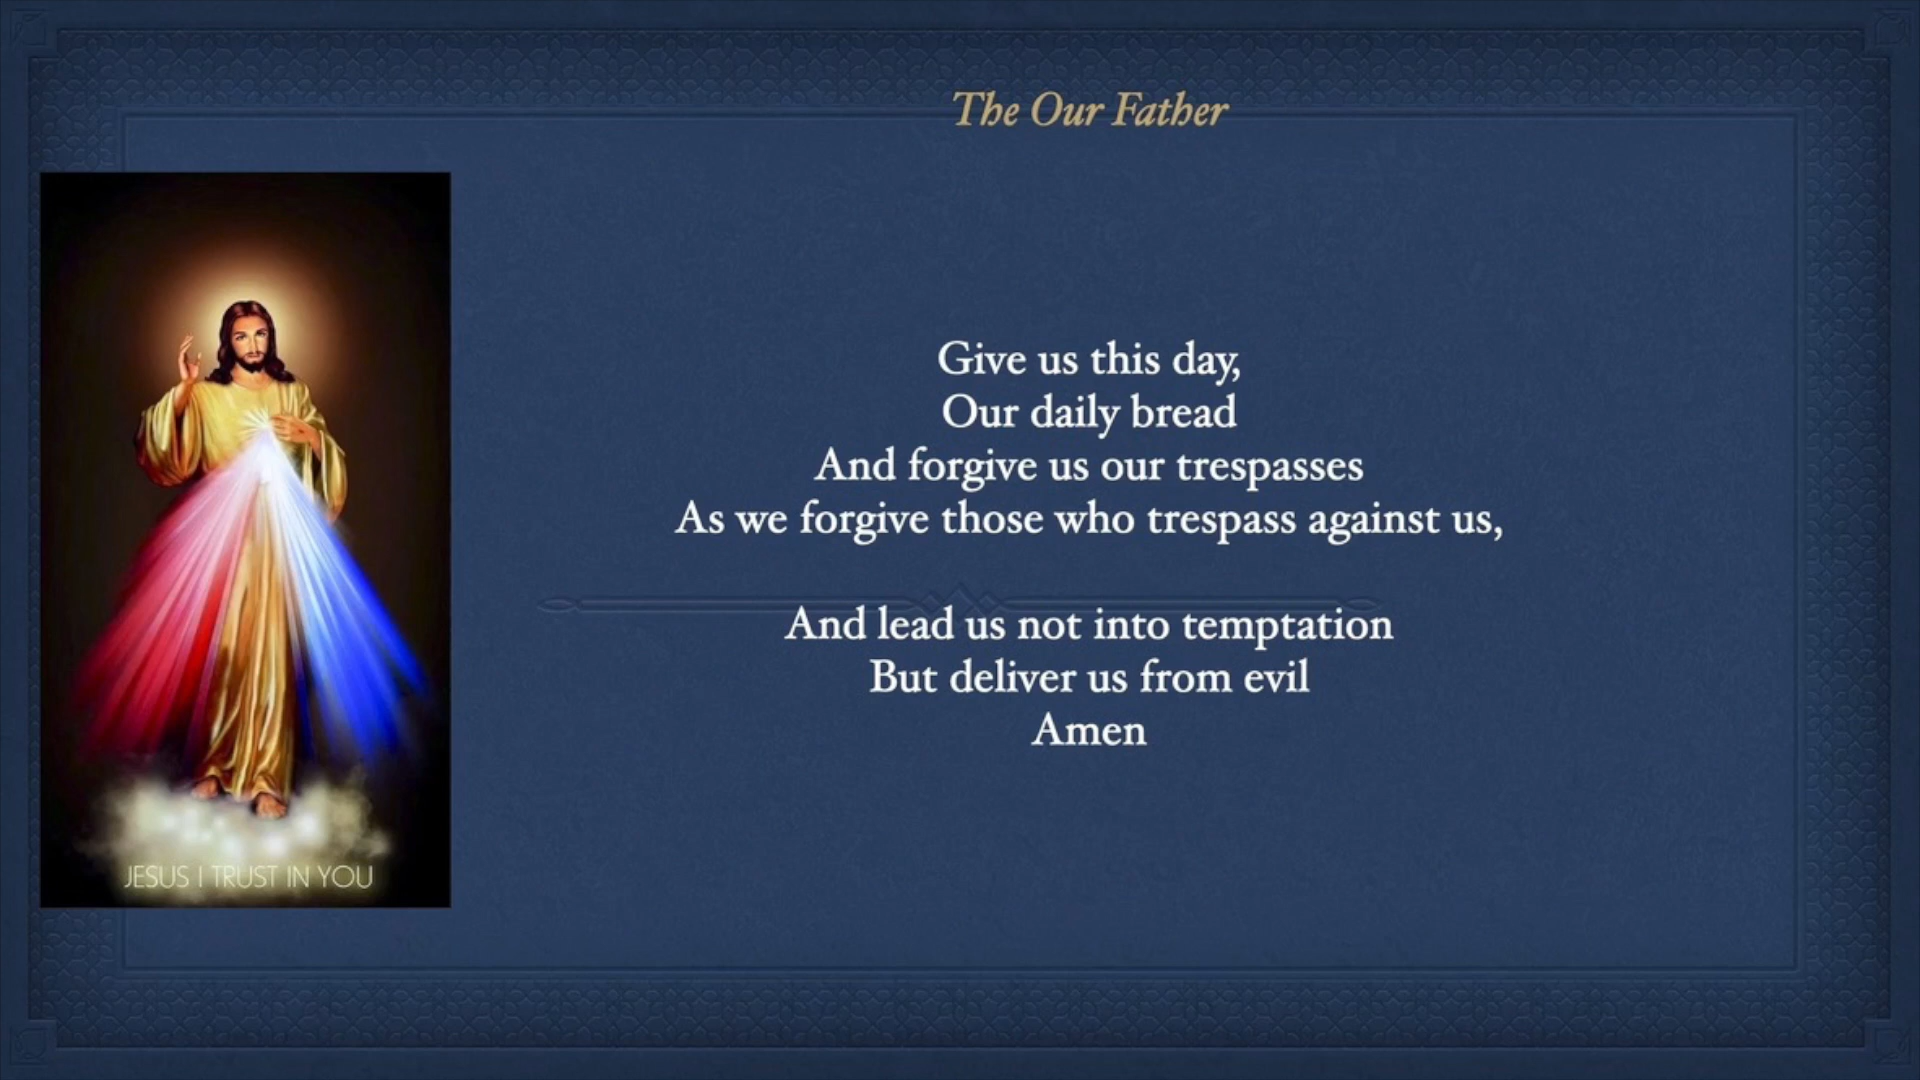 The Our Father
Give us this day,
Our daily bread
And forgive us our trespasses
As we forgive those who trespass against us,
And lead us not into temptation
But deliver us from evil
Amen
JESUS I TRUST IN YOU